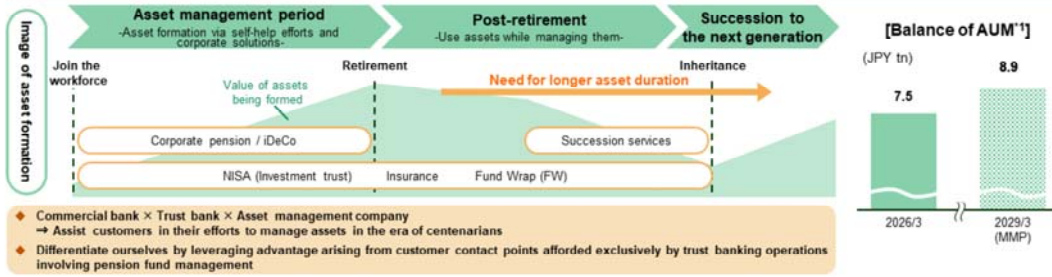 Image of asset formation
Asset management period
-Asset formation via self-help efforts and
corporate solutions-
Post-retirement
-Use assets while managing them-
Succession to
the next generation
Join the
workforce
Retirement
Inheritance
Need for longer asset duration
Value of assets
being formed
Corporate pension / iDeCo
Succession services
NISA (Investment trust) Insurance Fund Wrap (FW)
◆ Commercial bank × Trust bank × Asset management company
⇒ Assist customers in their efforts to manage assets in the era of centenarians
◆ Differentiate ourselves by leveraging advantage arising from customer contact points afforded exclusively by trust banking operations
involving pension fund management
[Balance of AUM*1]
(JPY tn)
7.5
8.9
2026/3
2029/3
(MMP)